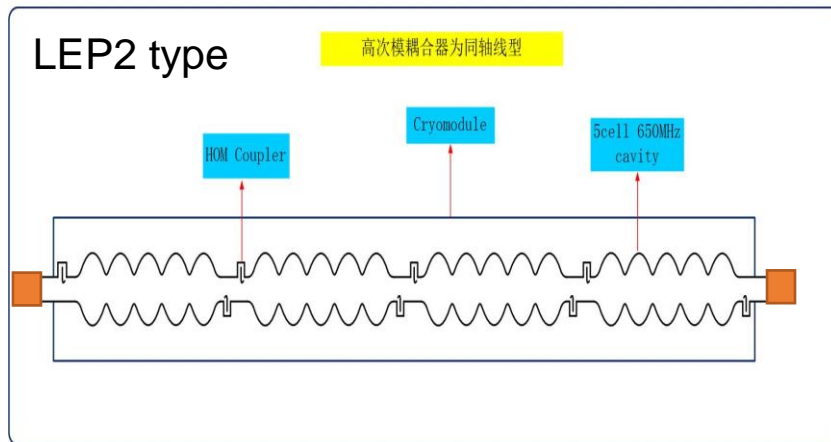 LEP2 type
高次模耦合器为同轴线型
Cryomodule
5cell 650MHz
cavity
HOM Coupler